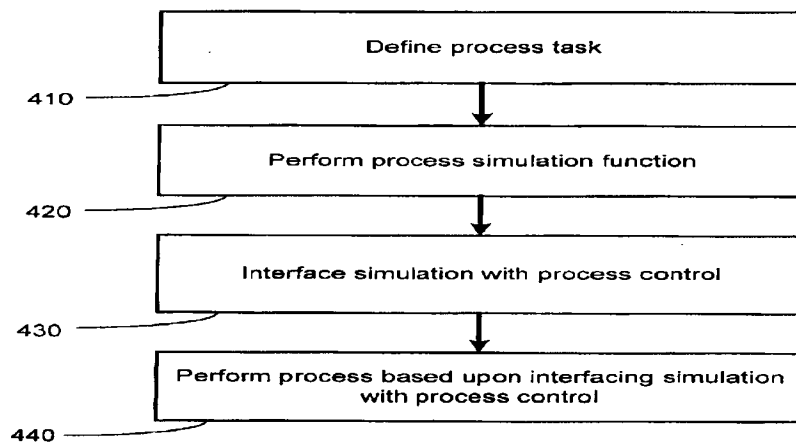 Define process task
410
Perform process simulation function
420
Interface simulation with process control
430
Perform process based upon interfacing simulation
with process control
440